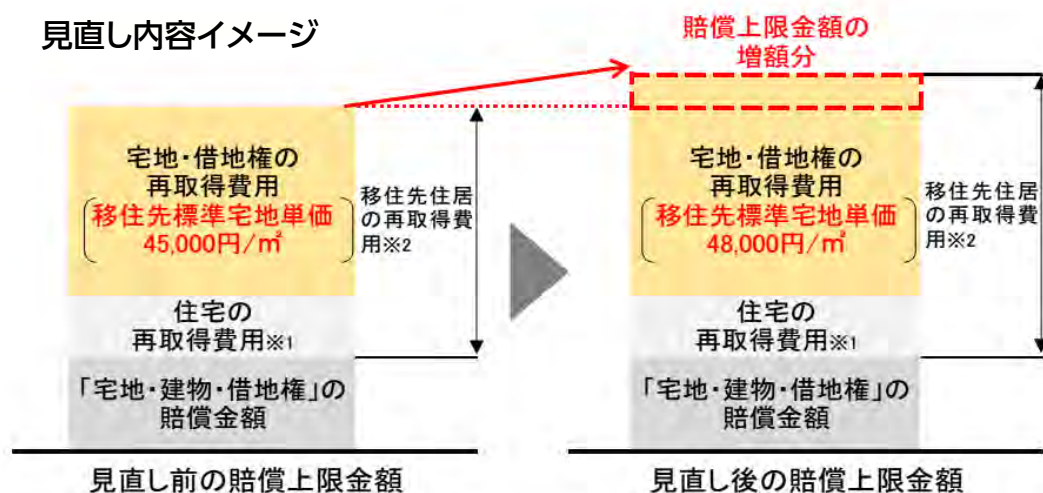 見直し内容イメージ
賠償上限金額の
増額分
宅地・借地権の
再取得費用
移住先標準宅地単価
45,000円/㎡
移住先住居
の再取得費
用※2
住宅の
再取得費用※1
「宅地・建物・借地権」の
賠償金額
見直し前の賠償上限金額
宅地・借地権の
再取得費用
移住先標準宅地単価
48,000円/㎡
移住先住居
の再取得費
用※2
住宅の
再取得費用※1
「宅地・建物・借地権」の
賠償金額
見直し後の賠償上限金額